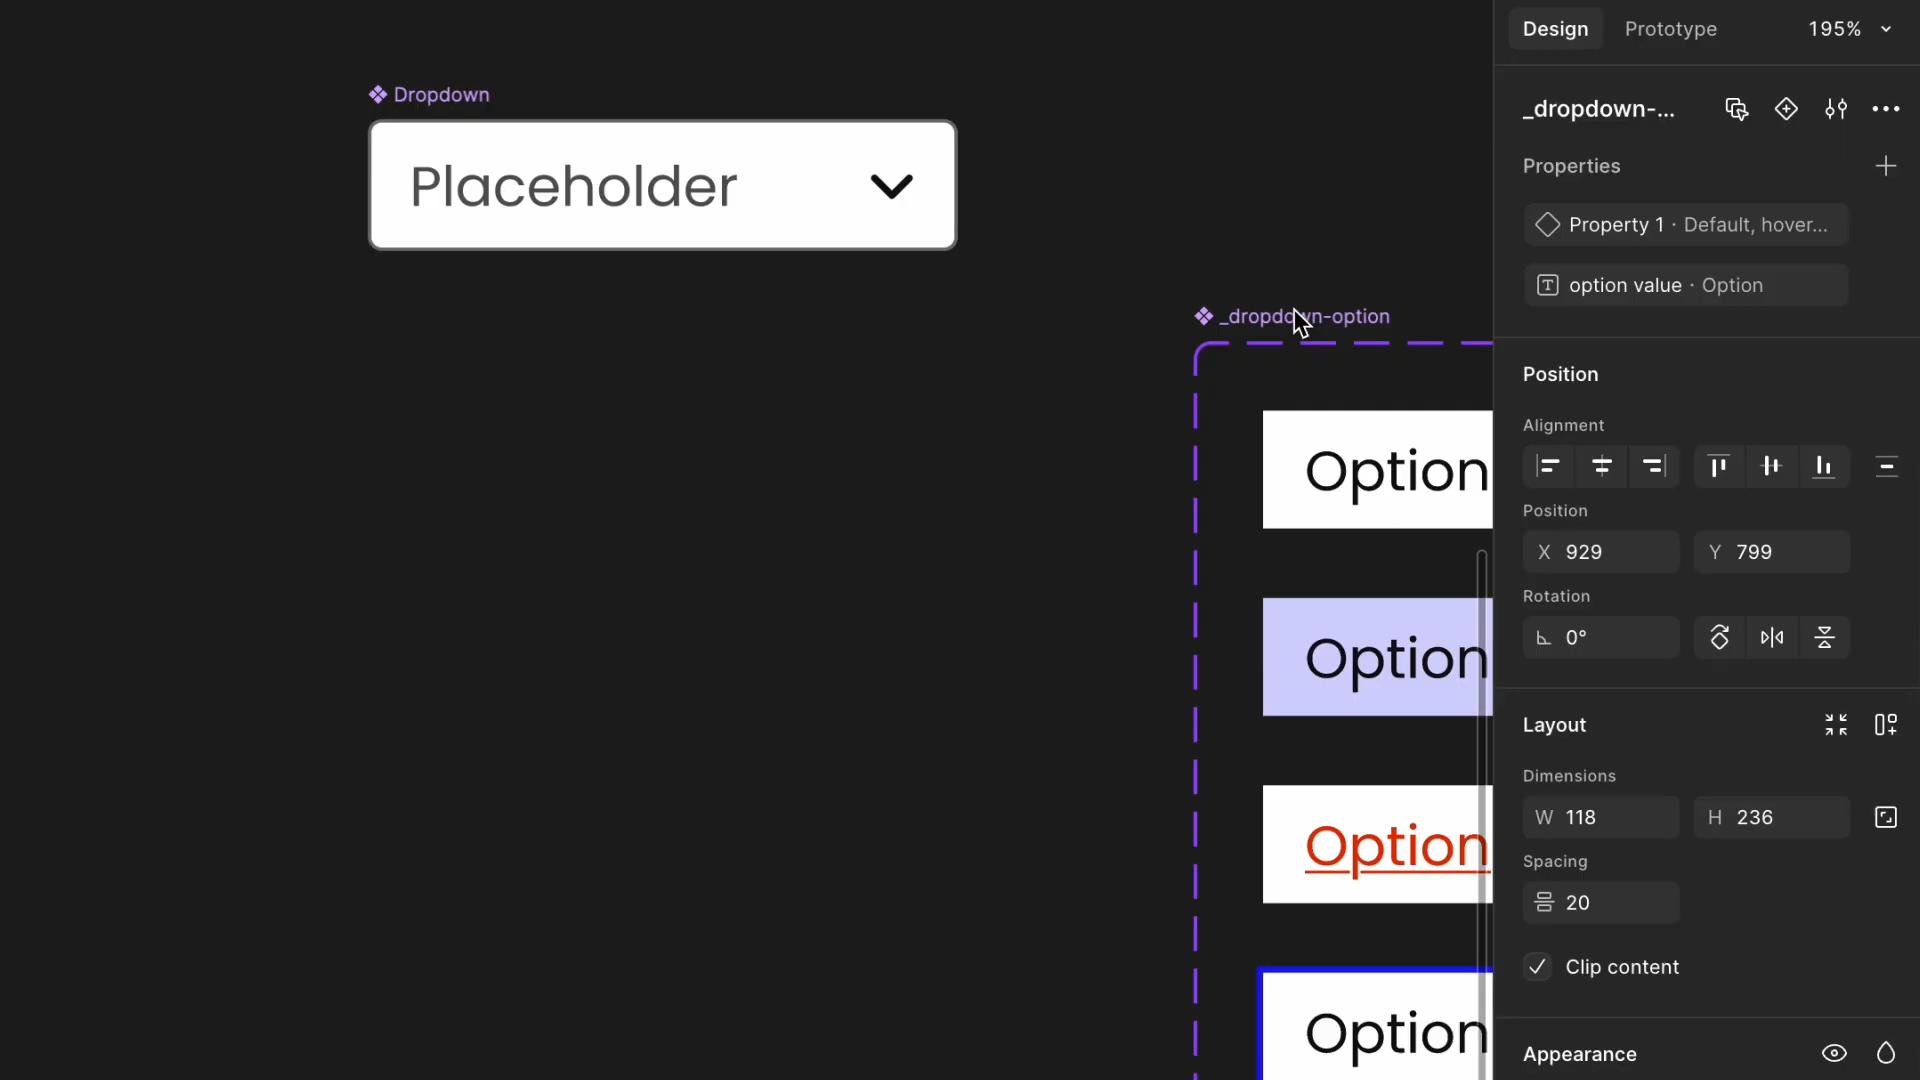 Design Prototype 195%
Dropdown
_dropdown-...
Placeholder
Properties
Property 1 · Default, hover...
option value · Option
_dropdown-option
Position
Alignment
Option
Position
X 929 Y 799
Rotation
0°
Option
Layout
Dimensions
W 118 H 236
Option
Spacing
20
Clip content
Option
Appearance